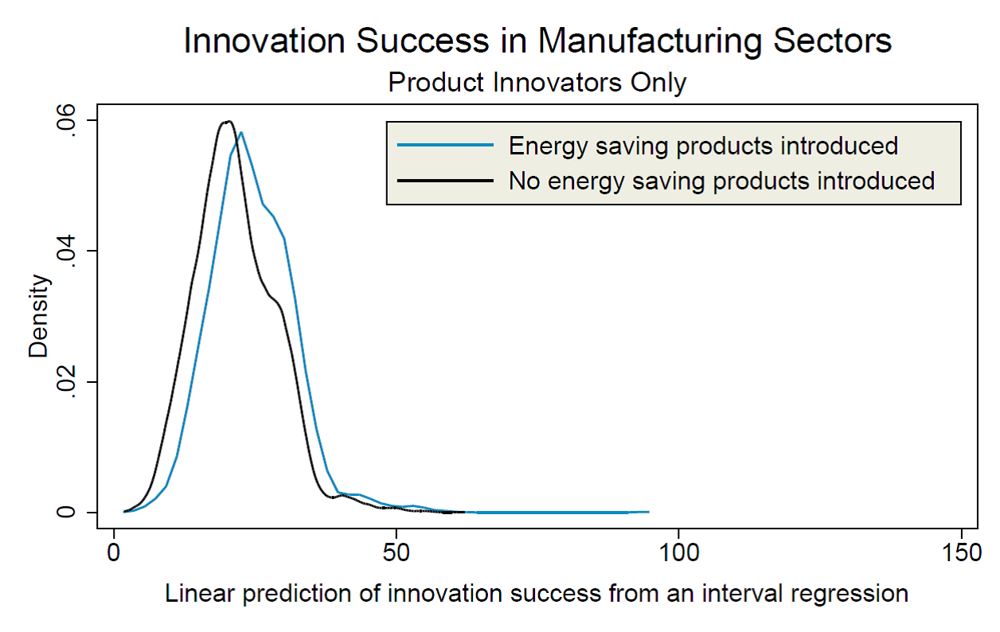 Innovation Success in Manufacturing Sectors
Product Innovators Only
Energy saving products introduced
No energy saving products introduced
Density
.06
.04
.02
0
0 50 100 150
Linear prediction of innovation success from an interval regression